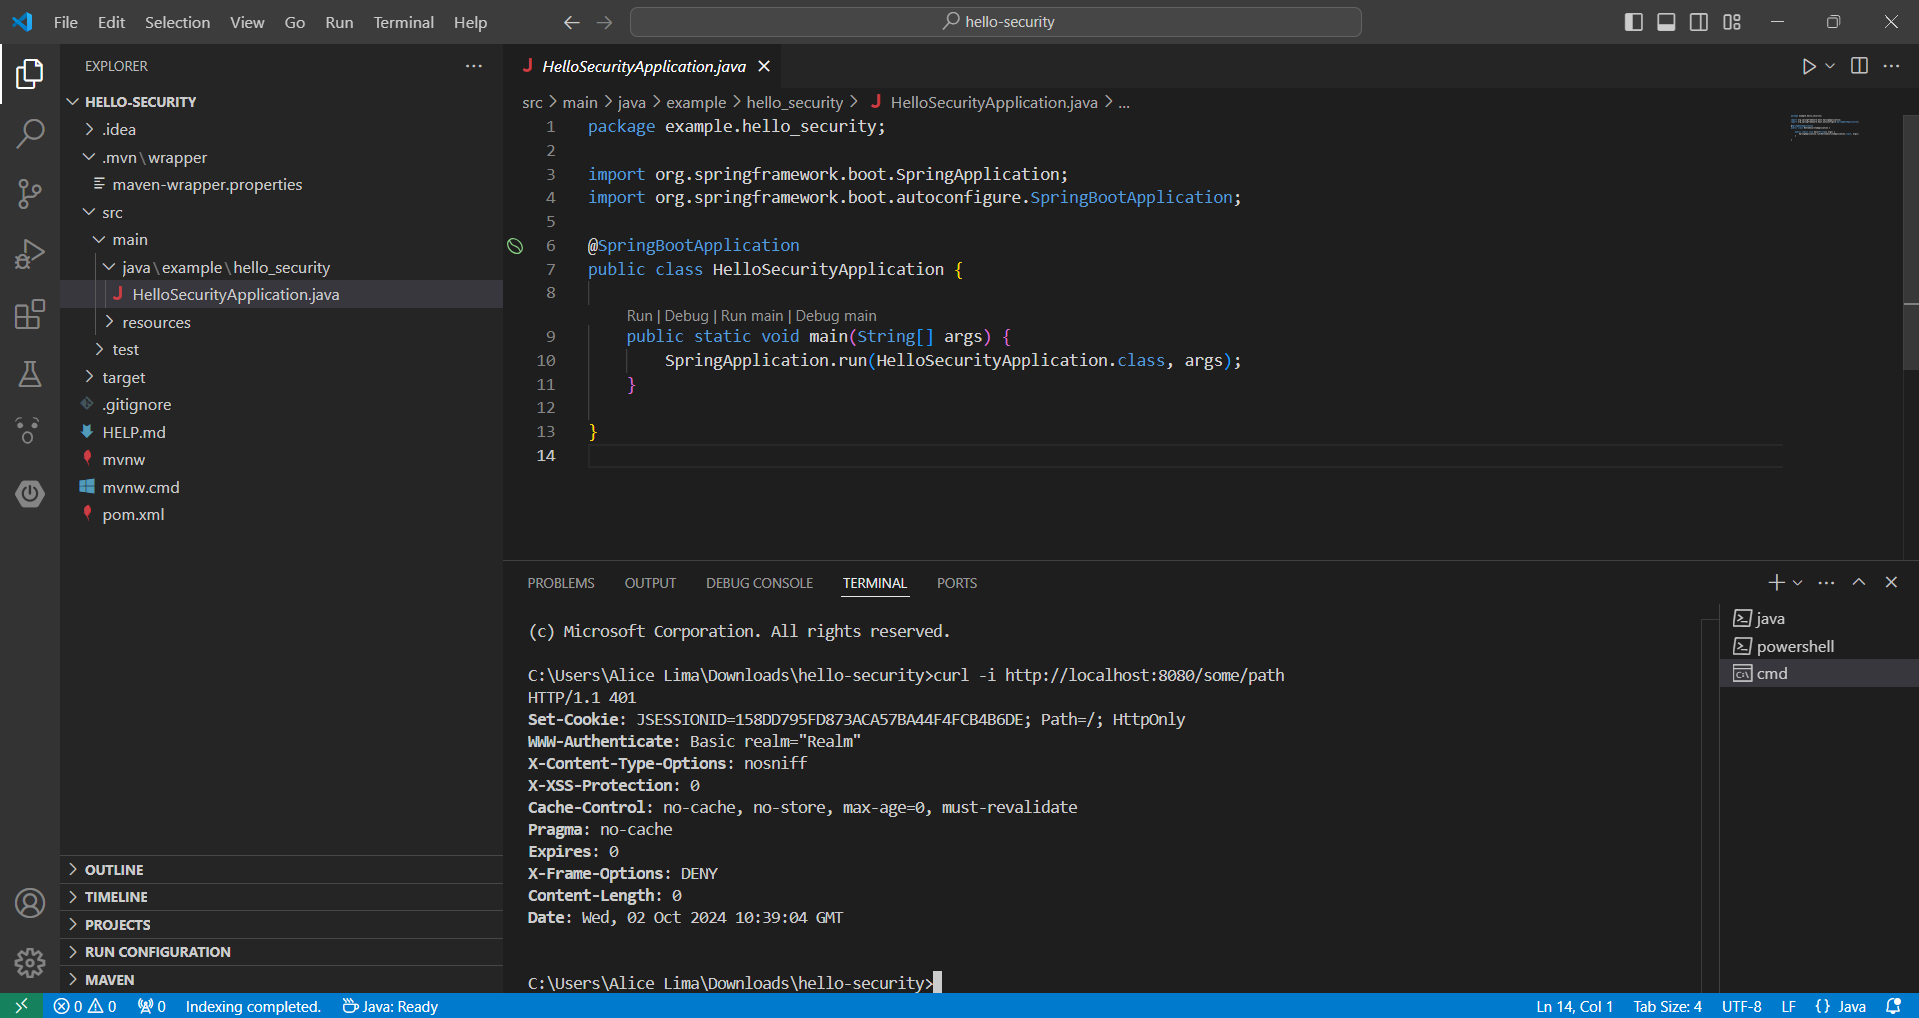 File Edit Selection View Go Run Terminal Help
hello-security
EXPLORER
HELLO-SECURITY
.idea
.mvn\wrapper
maven-wrapper.properties
src
main
java\example\hello_security
HelloSecurityApplication.java
resources
test
target
.gitignore
HELP.md
mvnw
mvnw.cmd
pom.xml
OUTLINE
TIMELINE
PROJECTS
RUN CONFIGURATION
MAVEN
J HelloSecurityApplication.java
src > main > java > example > hello_security > J HelloSecurityApplication.java > ...
1 package example.hello_security;
2
3 import org.springframework.boot.SpringApplication;
4 import org.springframework.boot.autoconfigure.SpringBootApplication;
5
6 @SpringBootApplication
7 public class HelloSecurityApplication {
8
Run | Debug | Run main | Debug main
9 public static void main(String[] args) {
10 SpringApplication.run(HelloSecurityApplication.class, args);
11 }
12
13 }
14
PROBLEMS OUTPUT DEBUG CONSOLE TERMINAL PORTS
(c) Microsoft Corporation. All rights reserved.
C:\Users\Alice Lima\Downloads\hello-security>curl -i http://localhost:8080/some/path
HTTP/1.1 401
Set-Cookie: JSESSIONID=158DD795FD873ACA57BA44F4FCB4B6DE; Path=/; HttpOnly
WWW-Authenticate: Basic realm="Realm"
X-Content-Type-Options: nosniff
X-XSS-Protection: 0
Cache-Control: no-cache, no-store, max-age=0, must-revalidate
Pragma: no-cache
Expires: 0
X-Frame-Options: DENY
Content-Length: 0
Date: Wed, 02 Oct 2024 10:39:04 GMT
C:\Users\Alice Lima\Downloads\hello-security>
java
powershell
cmd
0 0 0 Indexing completed. Java: Ready
Ln 14, Col 1 Tab Size: 4 UTF-8 LF {} Java